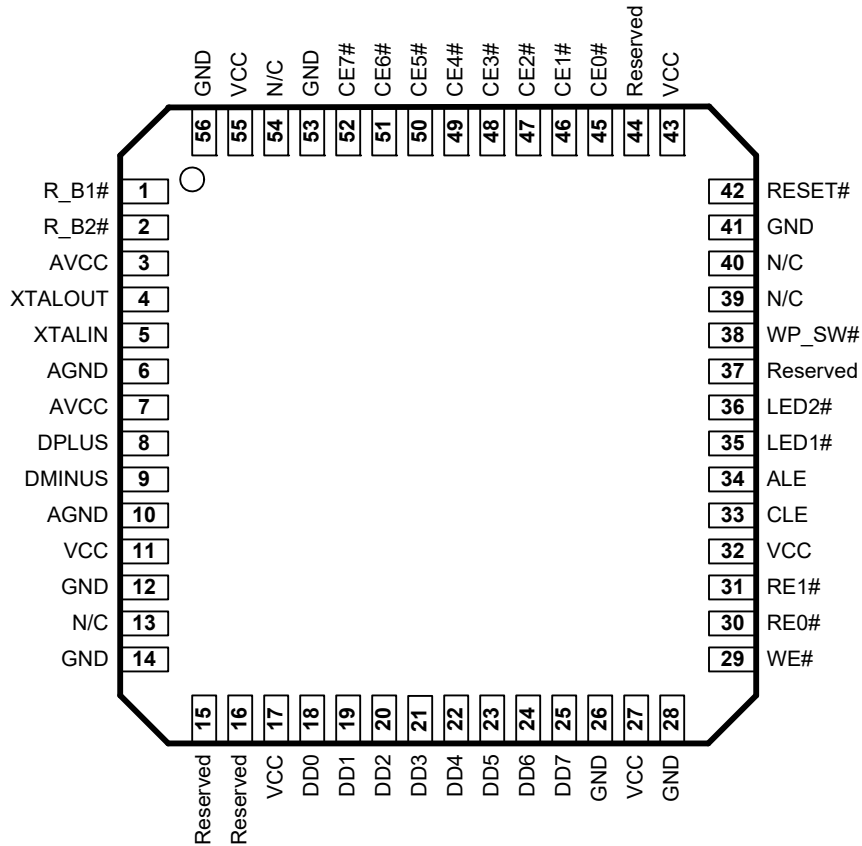 GND
VCC
N/C
GND
CE7#
CE6#
CE5#
CE4#
CE3#
CE2#
CE1#
CE0#
Reserved
VCC
56
55
54
53
52
51
50
49
48
47
46
45
44
43
R_B1# 1
R_B2# 2
AVCC 3
XTALOUT 4
XTALIN 5
AGND 6
AVCC 7
DPLUS 8
DMINUS 9
AGND 10
VCC 11
GND 12
N/C 13
GND 14
42 RESET#
41 GND
40 N/C
39 N/C
38 WP_SW#
37 Reserved
36 LED2#
35 LED1#
34 ALE
33 CLE
32 VCC
31 RE1#
30 RE0#
29 WE#
15
16
17
18
19
20
21
22
23
24
25
26
27
28
Reserved
Reserved
VCC
DD0
DD1
DD2
DD3
DD4
DD5
DD6
DD7
GND
VCC
GND